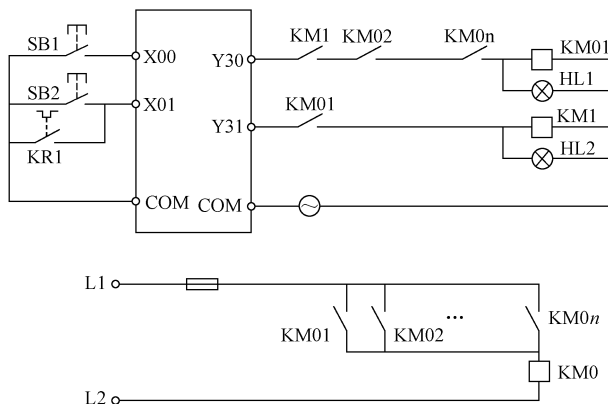 SB1
X00
Y30
KM1
KM02
KM0n
KM01
HL1
SB2
X01
KR1
Y31
KM01
KM1
HL2
COM
COM
L1
KM01
KM02
...
KM0n
KM0
L2